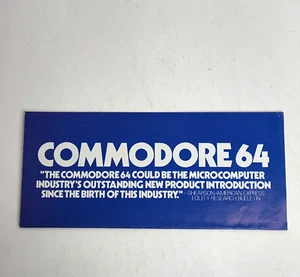 COMMODORE 64
"THE COMMODORE 64 COULD BE THE MICROCOMPUTER
INDUSTRY'S OUTSTANDING NEW PRODUCT INTRODUCTION
SINCE THE BIRTH OF THIS INDUSTRY." —SHEARSON/AMERICAN EXPRESS
EQUITY RESEARCH BULLETIN